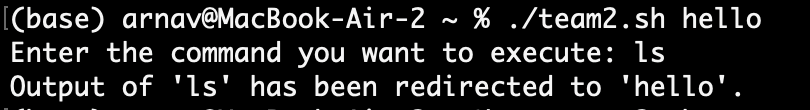 (base) arnav@MacBook-Air-2 ~ % ./team2.sh hello
Enter the command you want to execute: ls
Output of 'ls' has been redirected to 'hello'.